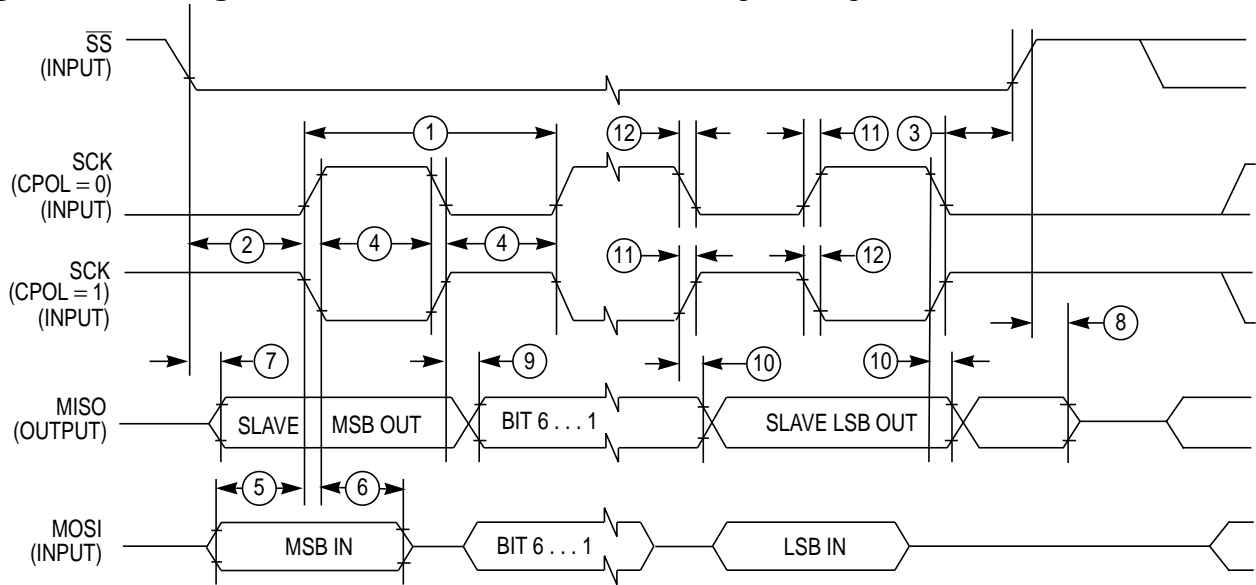 SS
(INPUT)
1
12
11
3
SCK
(CPOL = 0)
(INPUT)
2
4
4
SCK
(CPOL = 1)
(INPUT)
11
12
7
9
10
10
8
MISO
(OUTPUT)
SLAVE MSB OUT
BIT 6 . . . 1
SLAVE LSB OUT
5
6
MOSI
(INPUT)
MSB IN
BIT 6 . . . 1
LSB IN